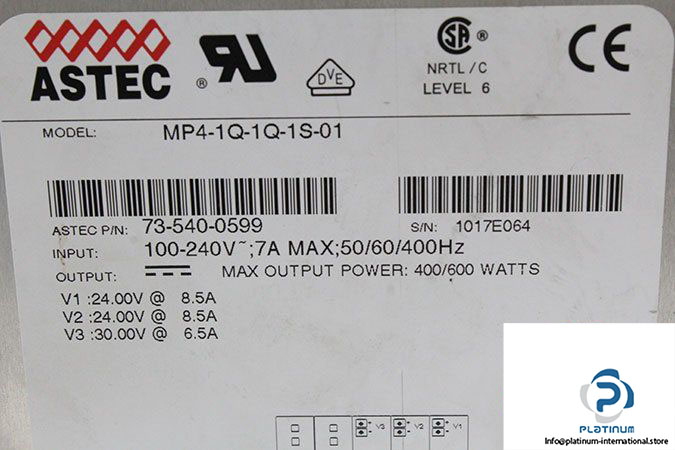 ASTEC
®
UR
DVE
SA ®
NRTL / C
LEVEL 6
CE
MODEL: MP4-1Q-1Q-1S-01
ASTEC P/N: 73-540-0599
S/N: 1017E064
INPUT: 100-240V~;7A MAX;50/60/400Hz
OUTPUT: MAX OUTPUT POWER: 400/600 WATTS
V1 :24.00V @ 8.5A
V2 :24.00V @ 8.5A
V3 :30.00V @ 6.5A
V3 V2 V1
PLATINUM
info@platinum-international.store